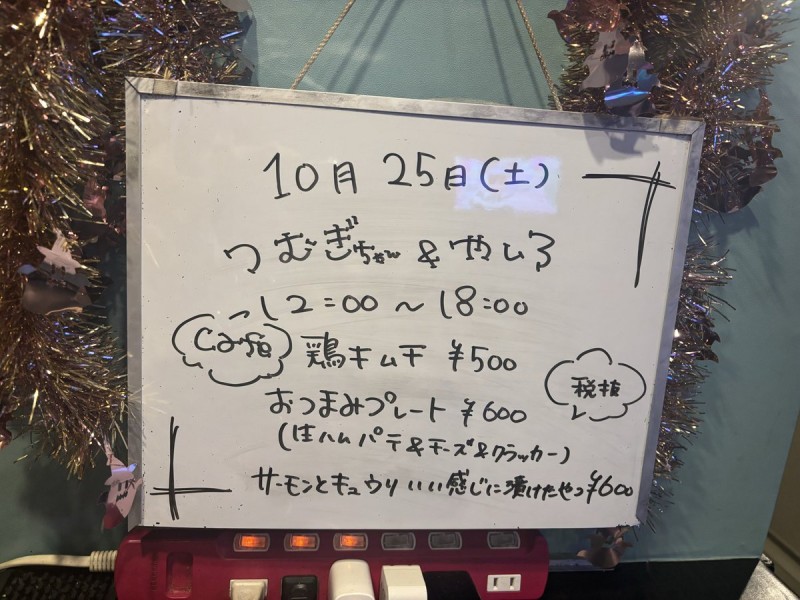 10月 25日(土)
つむぎちゃん & やひろ
12:00 〜 18:00
鶏キムチ ¥500
税抜
おつまみプレート ¥600
(生ハムパテ&チーズ&クラッカー)
サーモンとキュウリ いい感じに漬けたやつ ¥600